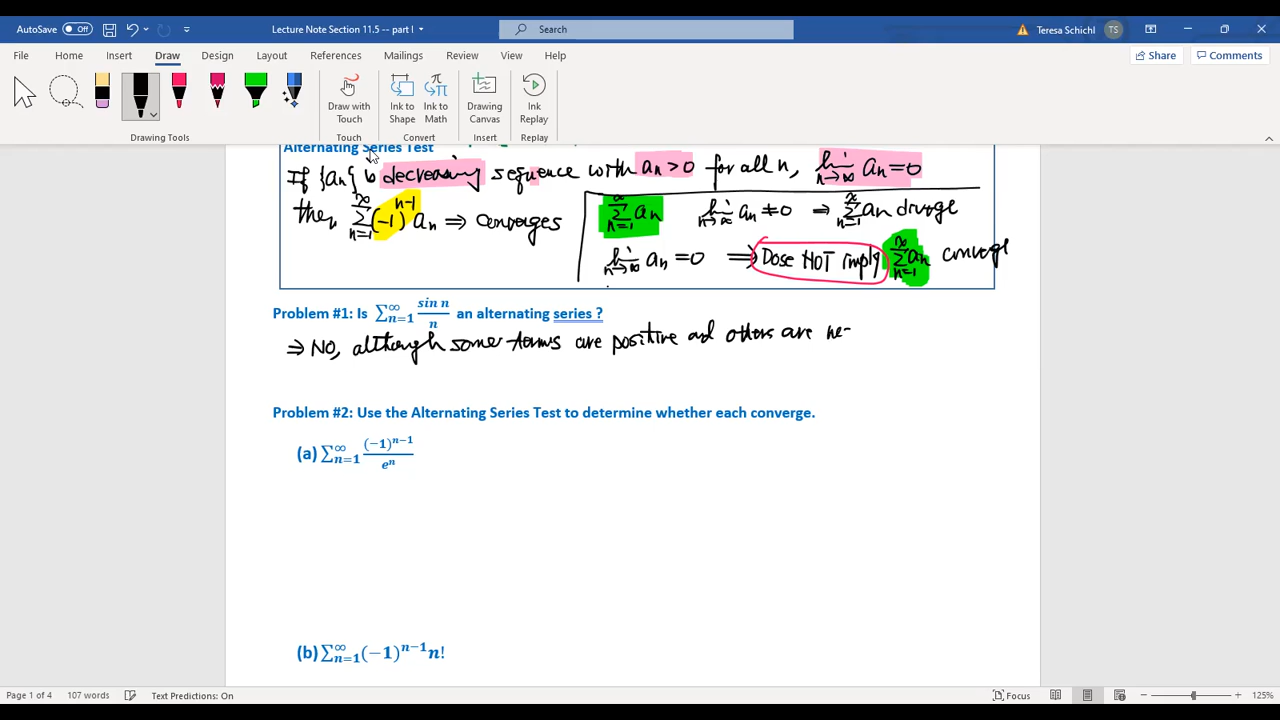 AutoSave Off Lecture Note Section 11.5 -- part I Search Teresa Schichl TS
File Home Insert Draw Design Layout References Mailings Review View Help Share Comments
Draw with Touch Ink to Shape Ink to Math Drawing Canvas Ink Replay
Drawing Tools Touch Convert Insert Replay
Alternating Series Test
If {an} is decreasing sequence with an > 0 for all n, lim n→∞ an = 0
then ∑ n=1 ∞ (-1)^n-1 an ⇒ converges
∑ n=1 ∞ an lim n→∞ an ≠ 0 ⇒ ∑ n=1 ∞ an diverge
lim n→∞ an = 0 ⇒ Dose NOT imply ∑ n=1 ∞ an converge
Problem #1: Is ∑ n=1 ∞ sin n / n an alternating series ?
⇒ NO, although some terms are positive and others are ne
Problem #2: Use the Alternating Series Test to determine whether each converge.
(a) ∑ n=1 ∞ (−1)^n−1 / e^n
(b) ∑ n=1 ∞ (−1)^n−1 n!
Page 1 of 4 107 words Text Predictions: On Focus 125%